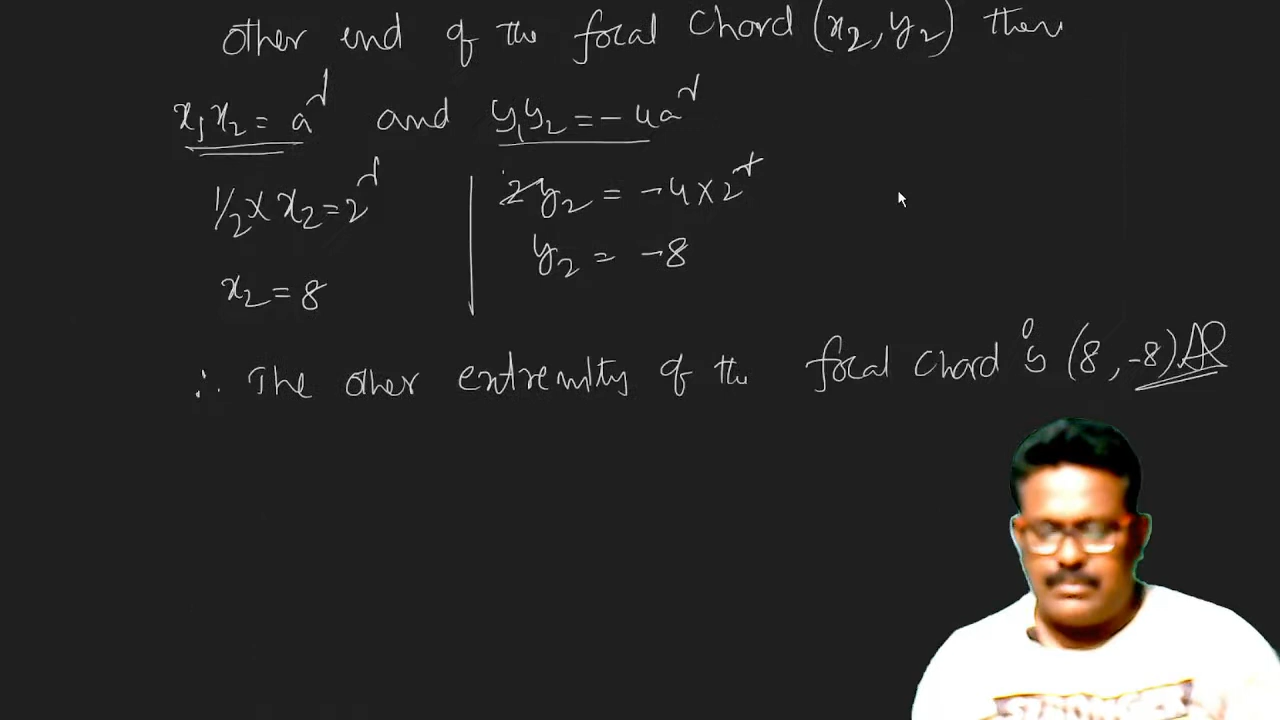 other end of the focal chord (x₂, y₂) then
x₁x₂ = a² and y₁y₂ = -4a²
1/2 × x₂ = 2²
2y₂ = -4×2²
y₂ = -8
x₂ = 8
∴ The other extremity of the focal chord is (8, -8)